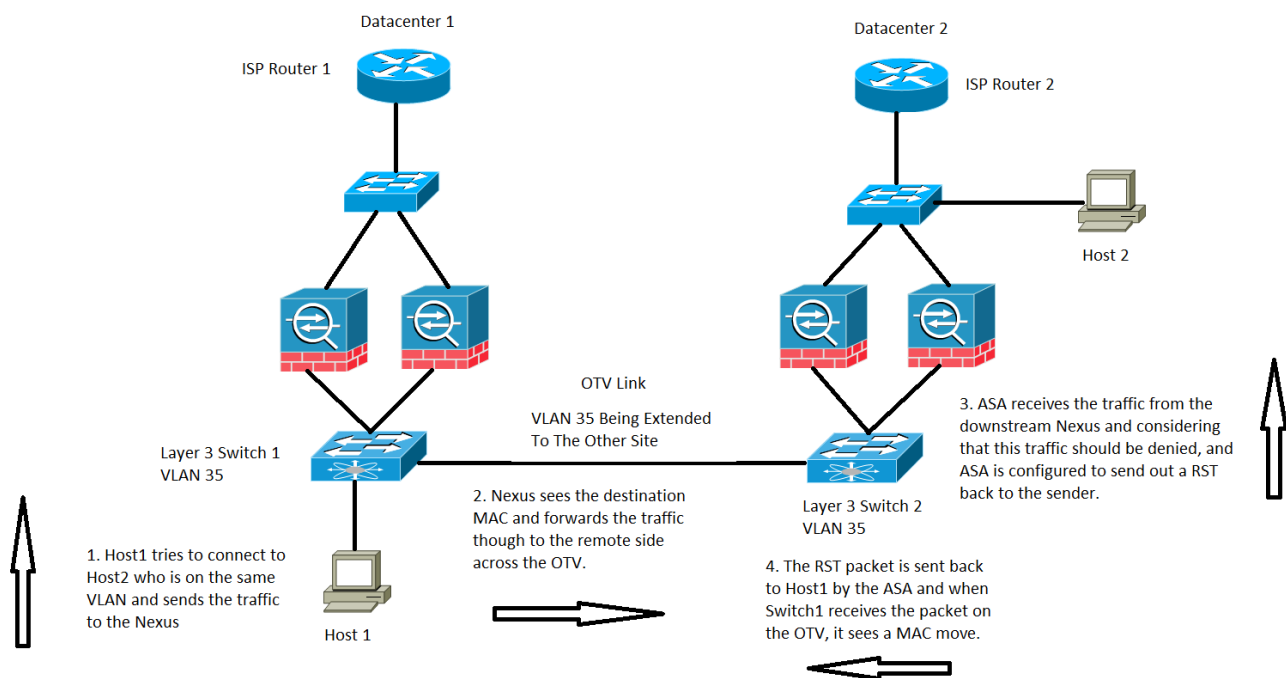 Datacenter 1
Datacenter 2
ISP Router 1
ISP Router 2
Host 2
OTV Link
VLAN 35 Being Extended
To The Other Site
Layer 3 Switch 1
VLAN 35
Layer 3 Switch 2
VLAN 35
1. Host1 tries to connect to
Host2 who is on the same
VLAN and sends the traffic
to the Nexus
Host 1
2. Nexus sees the destination
MAC and forwards the traffic
though to the remote side
across the OTV.
3. ASA receives the traffic from the
downstream Nexus and considering
that this traffic should be denied, and
ASA is configured to send out a RST
back to the sender.
4. The RST packet is sent back
to Host1 by the ASA and when
Switch1 receives the packet on
the OTV, it sees a MAC move.